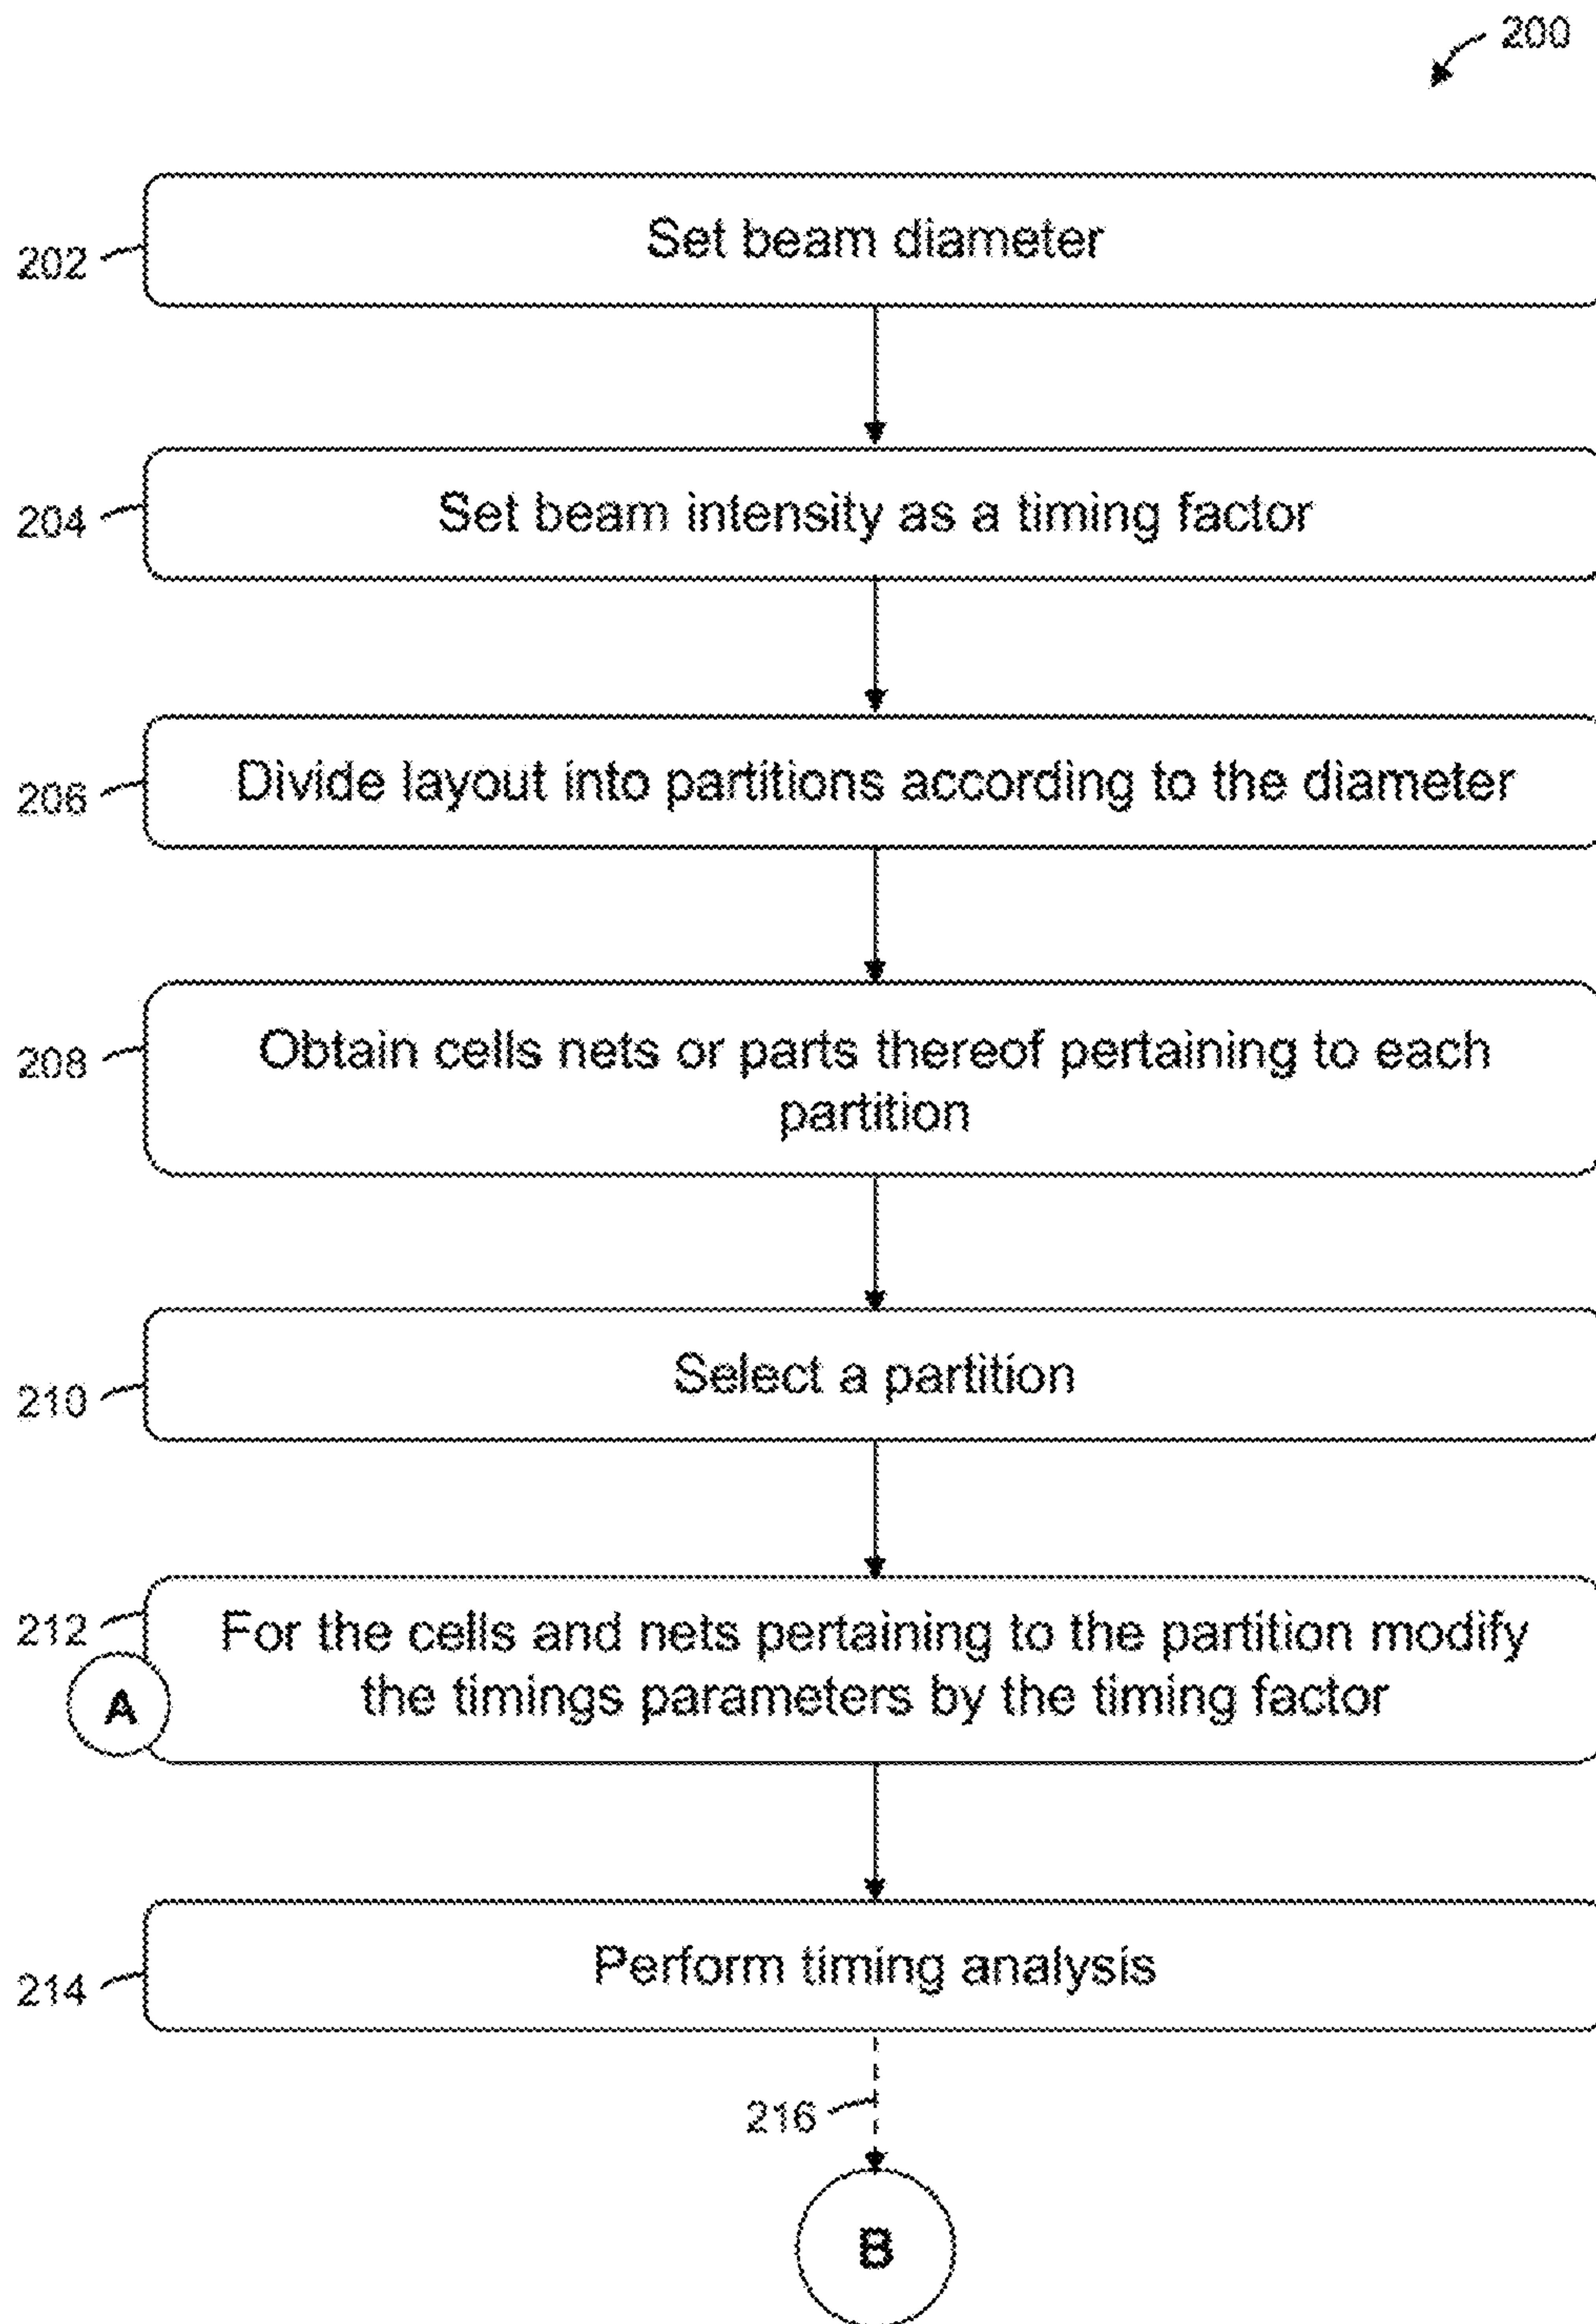 200
202
Set beam diameter
204
Set beam intensity as a timing factor
206
Divide layout into partitions according to the diameter
208
Obtain cells nets or parts thereof pertaining to each
partition
210
Select a partition
212
For the cells and nets pertaining to the partition modify
the timings parameters by the timing factor
A
214
Perform timing analysis
216
B